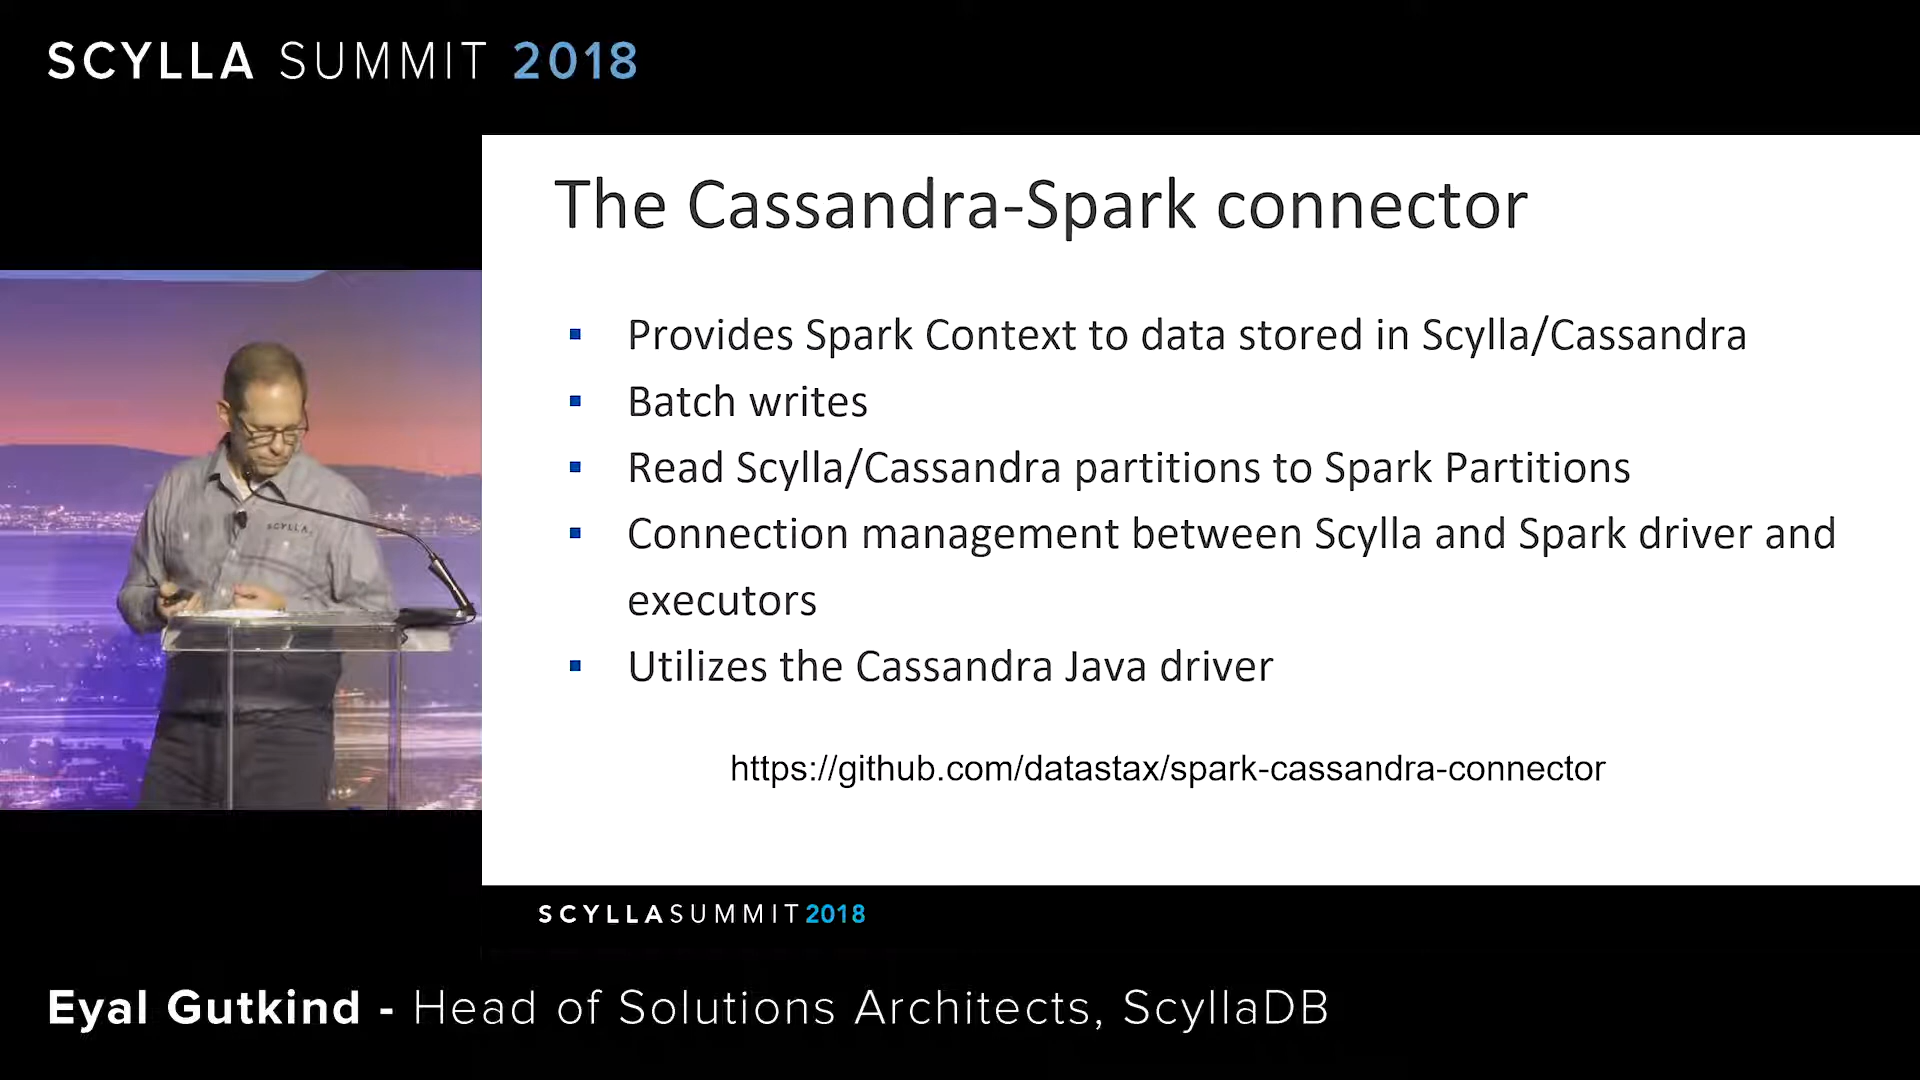 SCYLLA SUMMIT 2018
The Cassandra-Spark connector
▪ Provides Spark Context to data stored in Scylla/Cassandra
▪ Batch writes
▪ Read Scylla/Cassandra partitions to Spark Partitions
▪ Connection management between Scylla and Spark driver and
executors
▪ Utilizes the Cassandra Java driver
https://github.com/datastax/spark-cassandra-connector
SCYLLA
SCYLLASUMMIT2018
Eyal Gutkind - Head of Solutions Architects, ScyllaDB